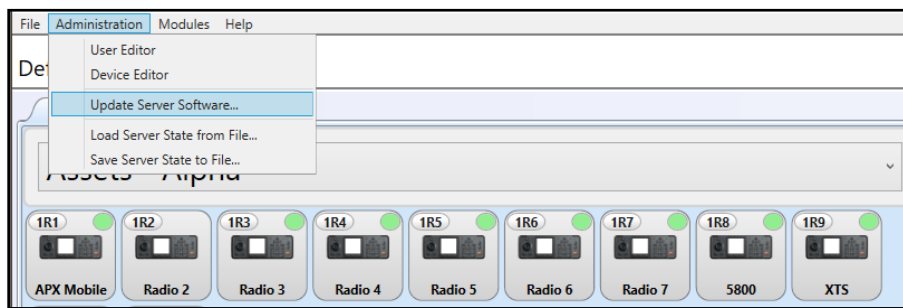 File Administration Modules Help
User Editor
Device Editor
Update Server Software...
Load Server State from File...
Save Server State to File...
1R1 1R2 1R3 1R4 1R5 1R6 1R7 1R8 1R9
APX Mobile Radio 2 Radio 3 Radio 4 Radio 5 Radio 6 Radio 7 5800 XTS